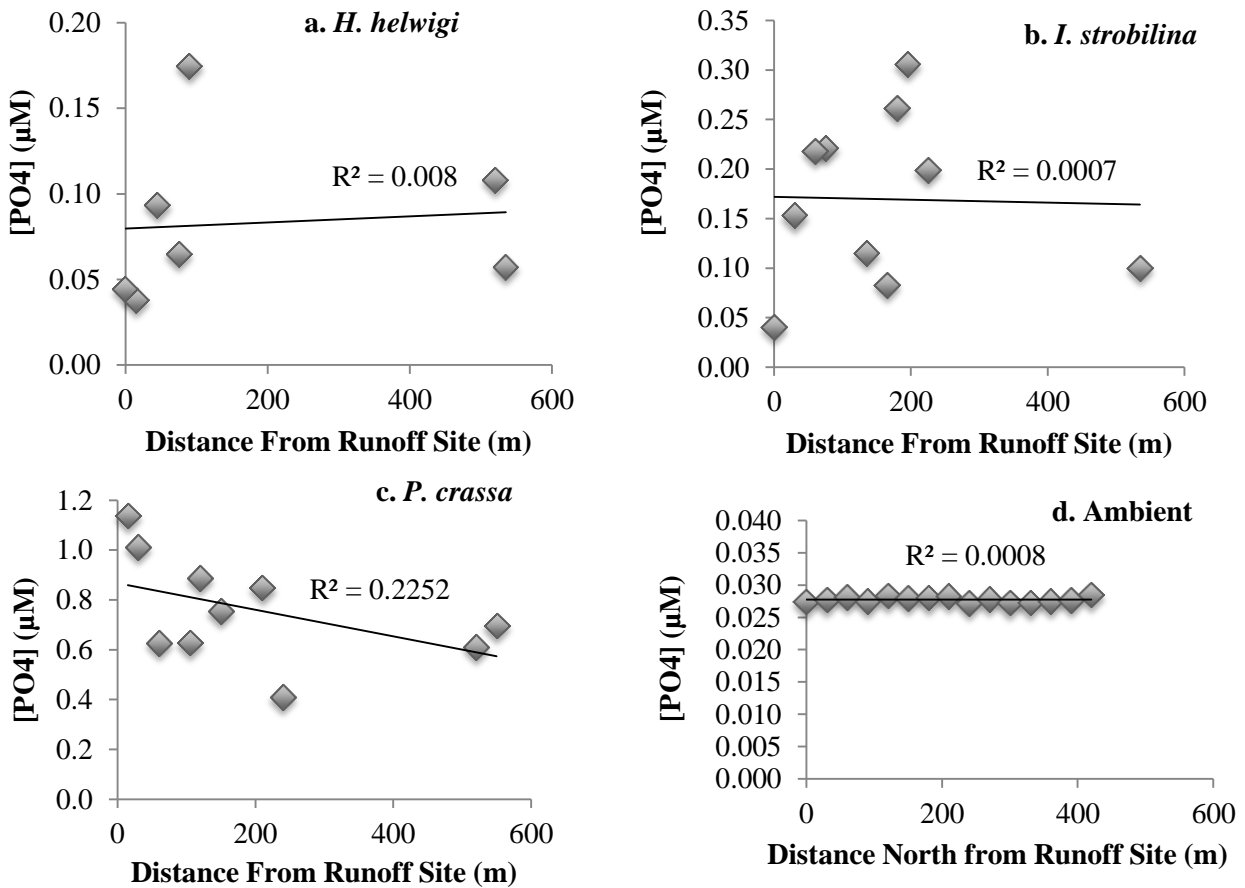 a. H. helwigi
[PO4] (µM)
0.20
0.15
0.10
0.05
0.00
R² = 0.008
0
200
400
600
Distance From Runoff Site (m)
b. I. strobilina
[PO4] (µM)
0.35
0.30
0.25
0.20
0.15
0.10
0.05
0.00
R² = 0.0007
0
200
400
600
Distance From Runoff Site (m)
c. P. crassa
[PO4] (µM)
1.2
1.0
0.8
0.6
0.4
0.2
0.0
R² = 0.2252
0
200
400
600
Distance From Runoff Site (m)
d. Ambient
[PO4] (µM)
0.040
0.035
0.030
0.025
0.020
0.015
0.010
0.005
0.000
R² = 0.0008
0
200
400
600
Distance North from Runoff Site (m)